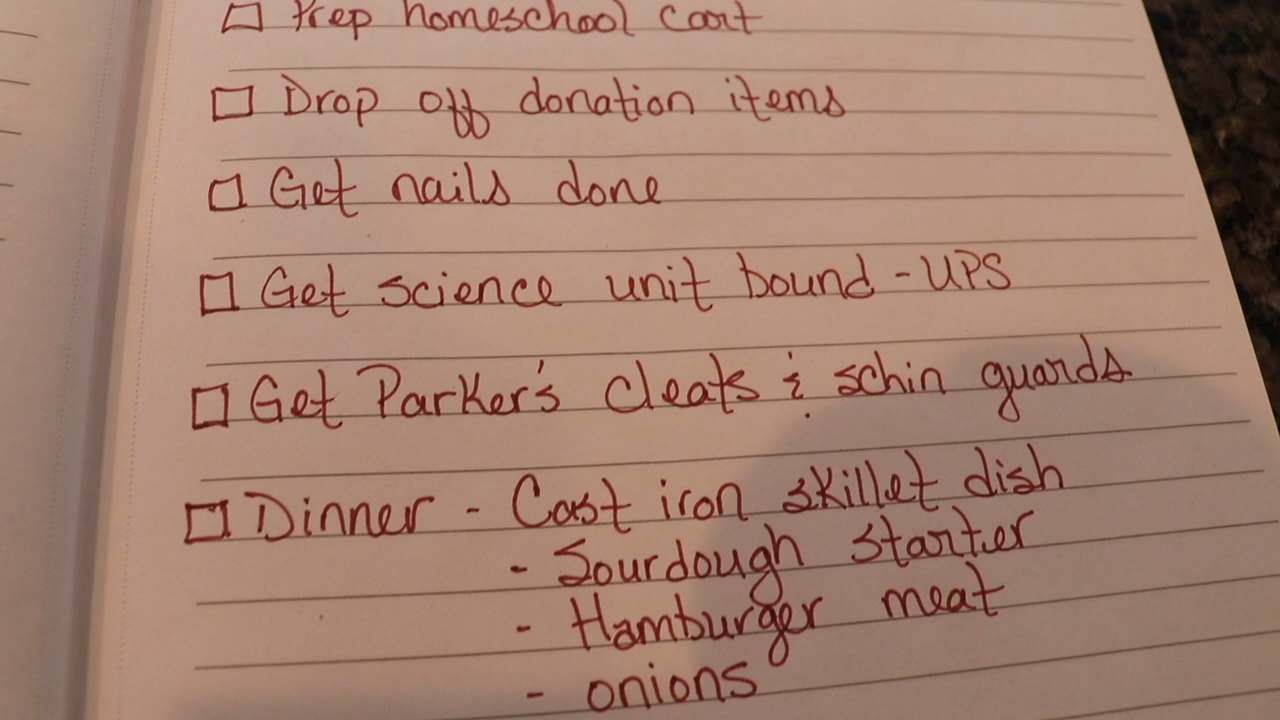 Prep homeschool cart
Drop off donation items
Get nails done
Get science unit bound - UPS
Get Parker's cleats & schin guards
Dinner - Cast iron skillet dish
- Sourdough starter
- Hamburger meat
- onions